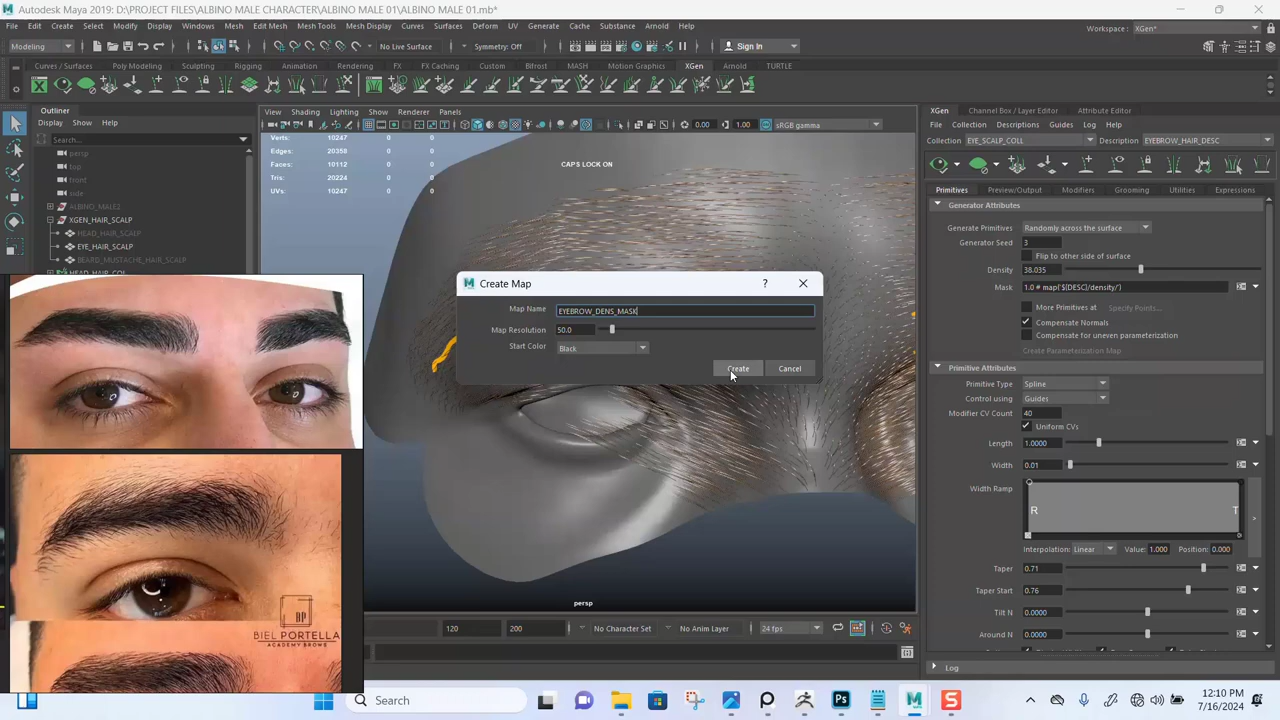 Autodesk Maya 2019: D:\PROJECT FILES\ALBINO MALE CHARACTER\ALBINO MALE 01\ALBINO MALE 01.mb*
File Edit Create Select Modify Display Windows Mesh Edit Mesh Mesh Tools Mesh Display Curves Surfaces Deform UV Generate Cache Substance Arnold Help
Workspace: XGen*
Modeling No Live Surface Symmetry: Off Sign In
Curves / Surfaces Poly Modeling Sculpting Rigging Animation Rendering FX FX Caching Custom Bifrost MASH Motion Graphics XGen Arnold TURTLE
Outliner
Display Show Help
Search...
persp
top
front
side
ALBINO_MALE2
XGEN_HAIR_SCALP
HEAD_HAIR_SCALP
EYE_HAIR_SCALP
BEARD_MUSTACHE_HAIR_SCALP
HEAD_HAIR_COL
View Shading Lighting Show Renderer Panels
0.00 1.00 sRGB gamma
Verts: 10247 0 0
Edges: 20358 0 0
Faces: 10112 0 0
Tris: 20224 0 0
UVs: 10247 0 0
CAPS LOCK ON
Create Map ?
Map Name EYEBROW_DENS_MASK
Map Resolution 50.0
Start Color Black
Create Cancel
persp
BP
BIEL PORTELLA
ACADEMY BROWS
XGen Channel Box / Layer Editor Attribute Editor
File Collection Descriptions Guides Log Help
Collection EYE_SCALP_COLL Description EYEBROW_HAIR_DESC
Primitives Preview/Output Modifiers Grooming Utilities Expressions
Generator Attributes
Generate Primitives Randomly across the surface
Generator Seed 3
Flip to other side of surface
Density 38.035
Mask 1.0 # map('${DESC}/density/')
More Primitives at Specify Points...
Compensate Normals
Compensate for uneven parameterization
Create Parameterization Map
Primitive Attributes
Primitive Type Spline
Control using Guides
Modifier CV Count 40
Uniform CVs
Length 1.0000
Width 0.01
Width Ramp R T
Interpolation: Linear Value: 1.000 Position: 0.000
Taper 0.71
Taper Start 0.76
Tilt N 0.0000
Around N 0.0000
Log
120 200 No Character Set No Anim Layer 24 fps
Search
12:10 PM
7/16/2024